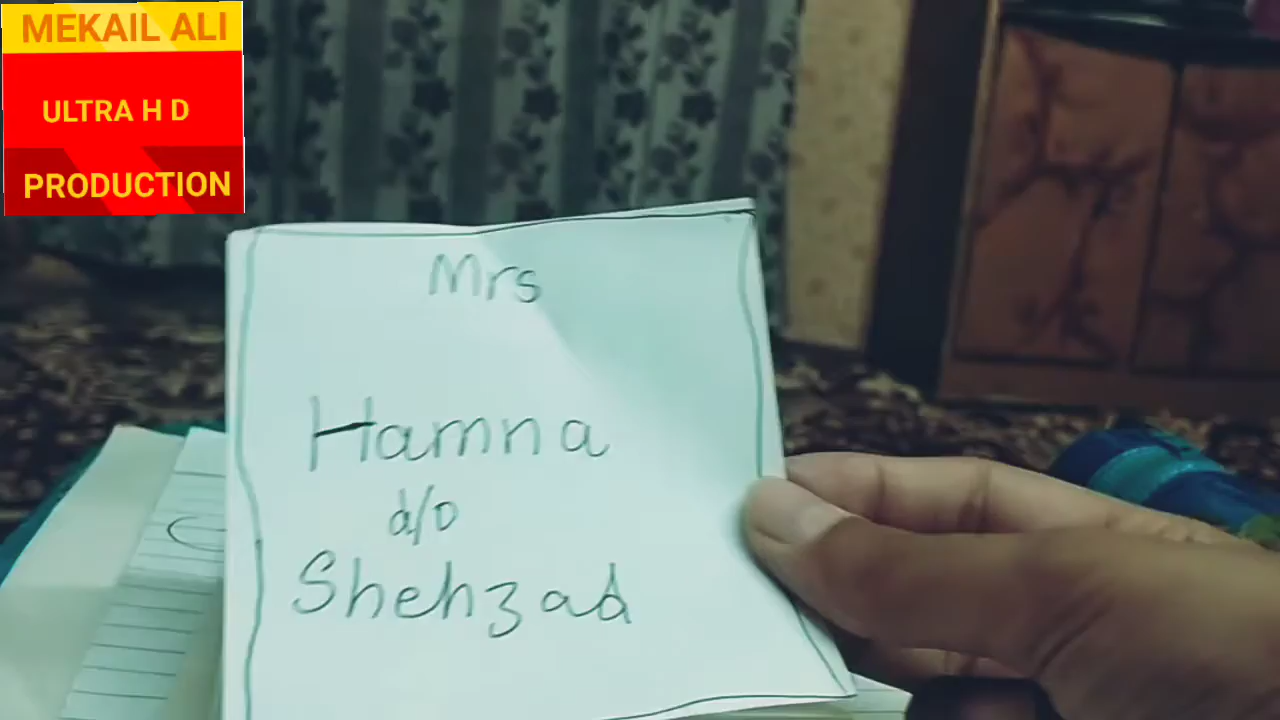 MEKAIL ALI
ULTRA H D
PRODUCTION
Mrs
Hamna
d/o
Shehzad